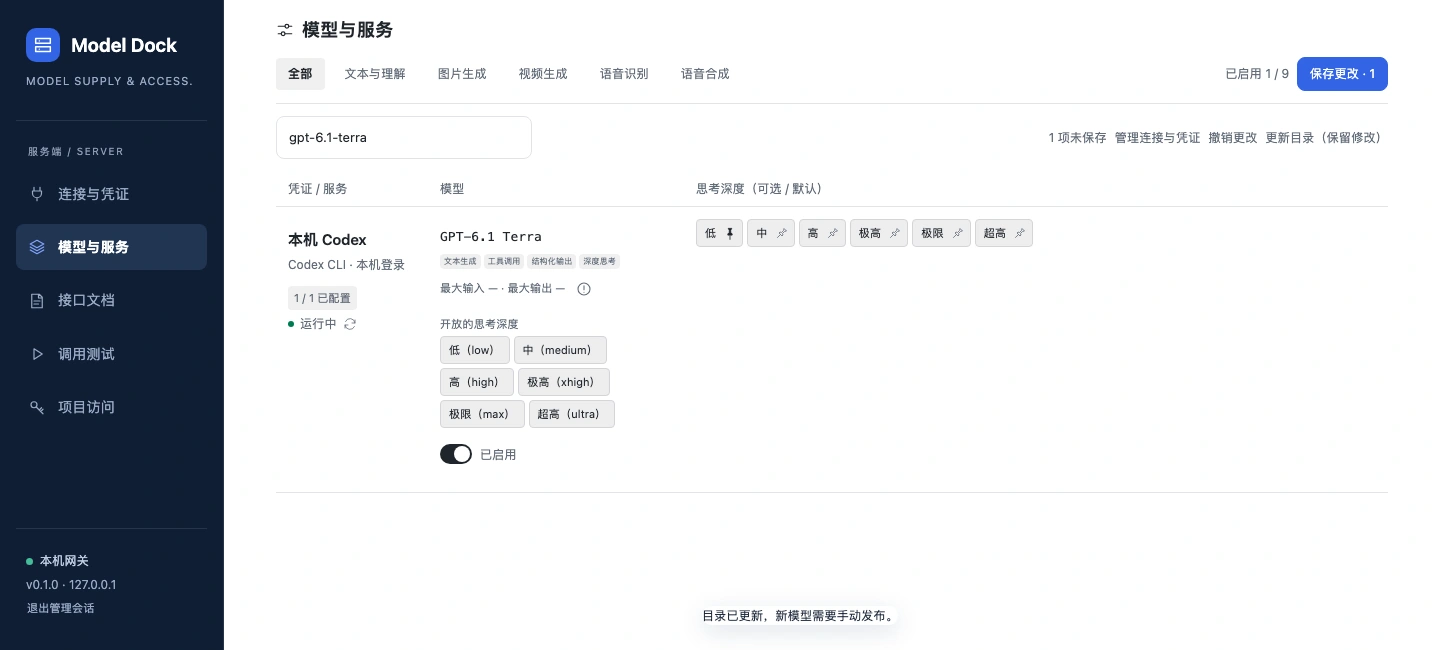 Model Dock
MODEL SUPPLY & ACCESS.
服务端 / SERVER
连接与凭证
模型与服务
接口文档
调用测试
项目访问
本机网关
v0.1.0 · 127.0.0.1
退出管理会话
模型与服务
全部 文本与理解 图片生成 视频生成 语音识别 语音合成 已启用 1 / 9 保存更改 · 1
gpt-6.1-terra 1 项未保存 管理连接与凭证 撤销更改 更新目录（保留修改）
凭证 / 服务 模型 思考深度（可选 / 默认）
本机 Codex
Codex CLI · 本机登录
1 / 1 已配置
运行中
GPT-6.1 Terra
文本生成 工具调用 结构化输出 深度思考
最大输入 — · 最大输出 —
开放的思考深度
低（low） 中（medium）
高（high） 极高（xhigh）
极限（max） 超高（ultra）
已启用
低 中 高 极高 极限 超高
目录已更新，新模型需要手动发布。